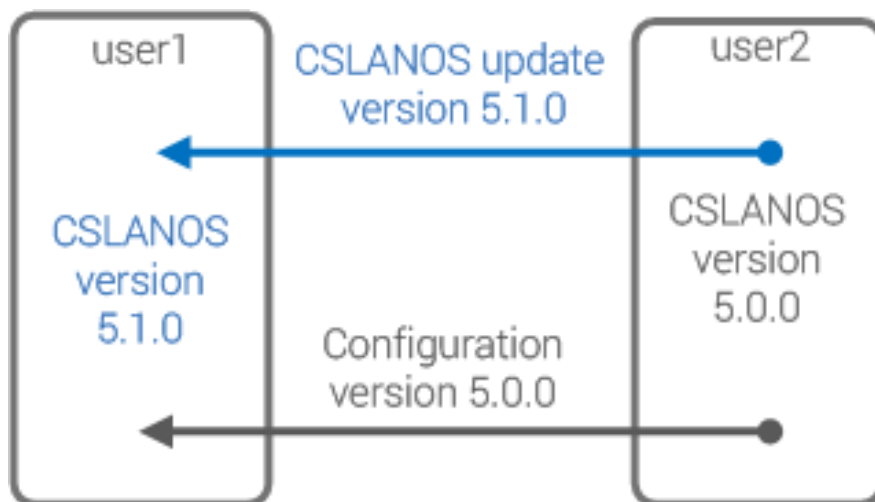 user1
user2
CSLANOS update
version 5.1.0
CSLANOS
version
5.1.0
CSLANOS
version
5.0.0
Configuration
version 5.0.0